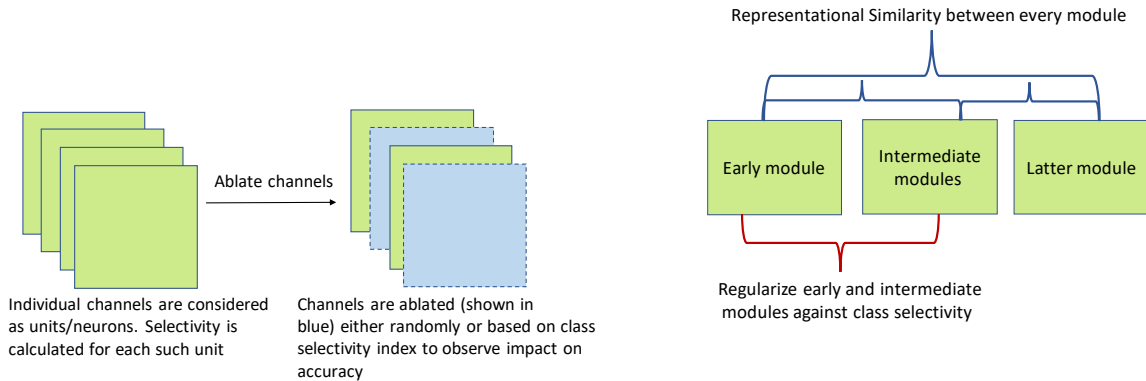 Ablate channels
Individual channels are considered
as units/neurons. Selectivity is
calculated for each such unit
Channels are ablated (shown in
blue) either randomly or based on class
selectivity index to observe impact on
accuracy
Representational Similarity between every module
Early module
Intermediate
modules
Latter module
Regularize early and intermediate
modules against class selectivity